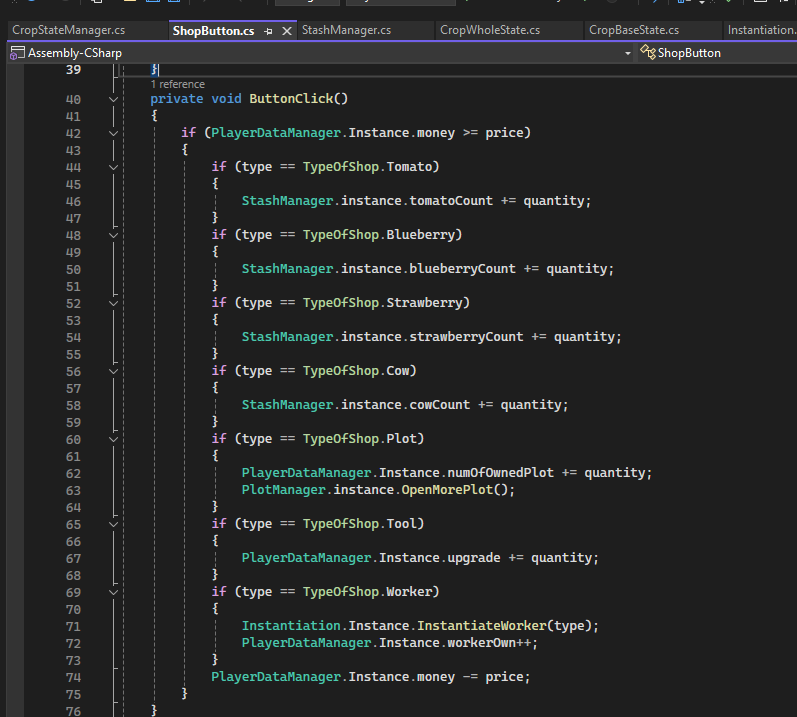 CropStateManager.cs
ShopButton.cs
StashManager.cs
CropWholeState.cs
CropBaseState.cs
Instantiation.
Assembly-CSharp
ShopButton
39 }
1 reference
40 private void ButtonClick()
41 {
42 if (PlayerDataManager.Instance.money >= price)
43 {
44 if (type == TypeOfShop.Tomato)
45 {
46 StashManager.instance.tomatoCount += quantity;
47 }
48 if (type == TypeOfShop.Blueberry)
49 {
50 StashManager.instance.blueberryCount += quantity;
51 }
52 if (type == TypeOfShop.Strawberry)
53 {
54 StashManager.instance.strawberryCount += quantity;
55 }
56 if (type == TypeOfShop.Cow)
57 {
58 StashManager.instance.cowCount += quantity;
59 }
60 if (type == TypeOfShop.Plot)
61 {
62 PlayerDataManager.Instance.numOfOwnedPlot += quantity;
63 PlotManager.instance.OpenMorePlot();
64 }
65 if (type == TypeOfShop.Tool)
66 {
67 PlayerDataManager.Instance.upgrade += quantity;
68 }
69 if (type == TypeOfShop.Worker)
70 {
71 Instantiation.Instance.InstantiateWorker(type);
72 PlayerDataManager.Instance.workerOwn++;
73 }
74 PlayerDataManager.Instance.money -= price;
75 }
76 }